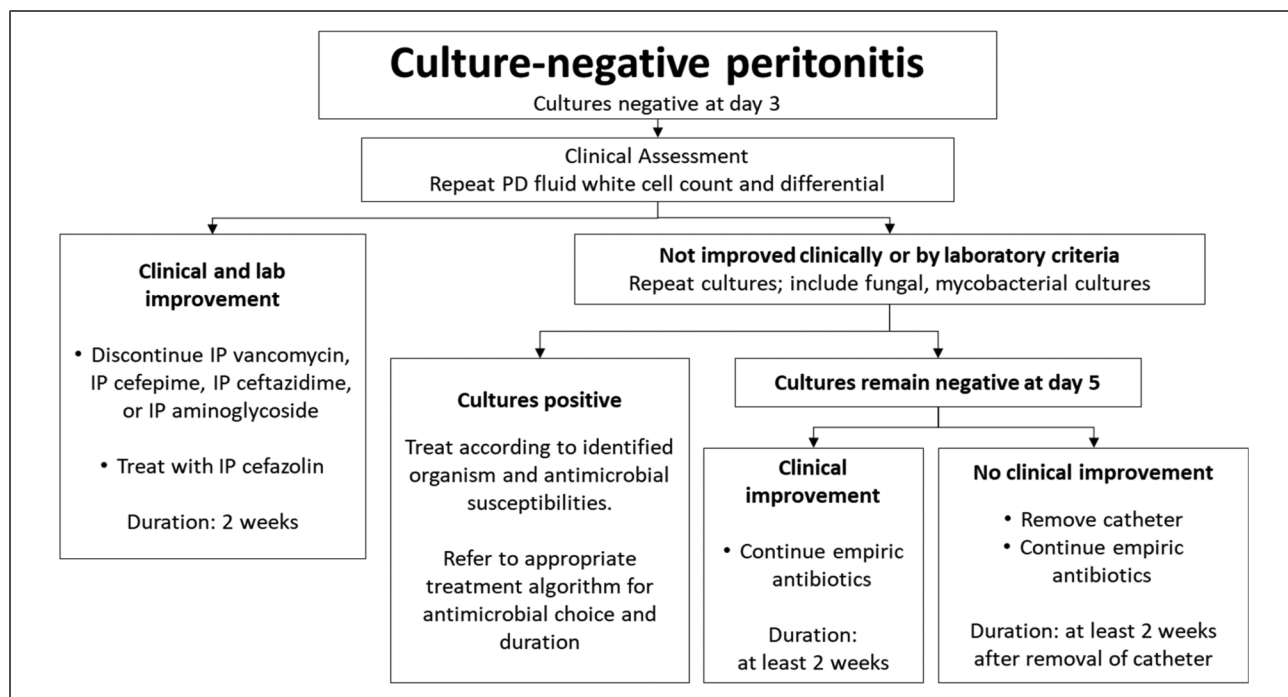 Culture-negative peritonitis
Cultures negative at day 3
Clinical Assessment
Repeat PD fluid white cell count and differential
Clinical and lab
improvement
• Discontinue IP vancomycin,
IP cefepime, IP ceftazidime,
or IP aminoglycoside
• Treat with IP cefazolin
Duration: 2 weeks
Not improved clinically or by laboratory criteria
Repeat cultures; include fungal, mycobacterial cultures
Cultures positive
Treat according to identified
organism and antimicrobial
susceptibilities.
Refer to appropriate
treatment algorithm for
antimicrobial choice and
duration
Cultures remain negative at day 5
Clinical
improvement
• Continue empiric
antibiotics
Duration:
at least 2 weeks
No clinical improvement
• Remove catheter
• Continue empiric
antibiotics
Duration: at least 2 weeks
after removal of catheter